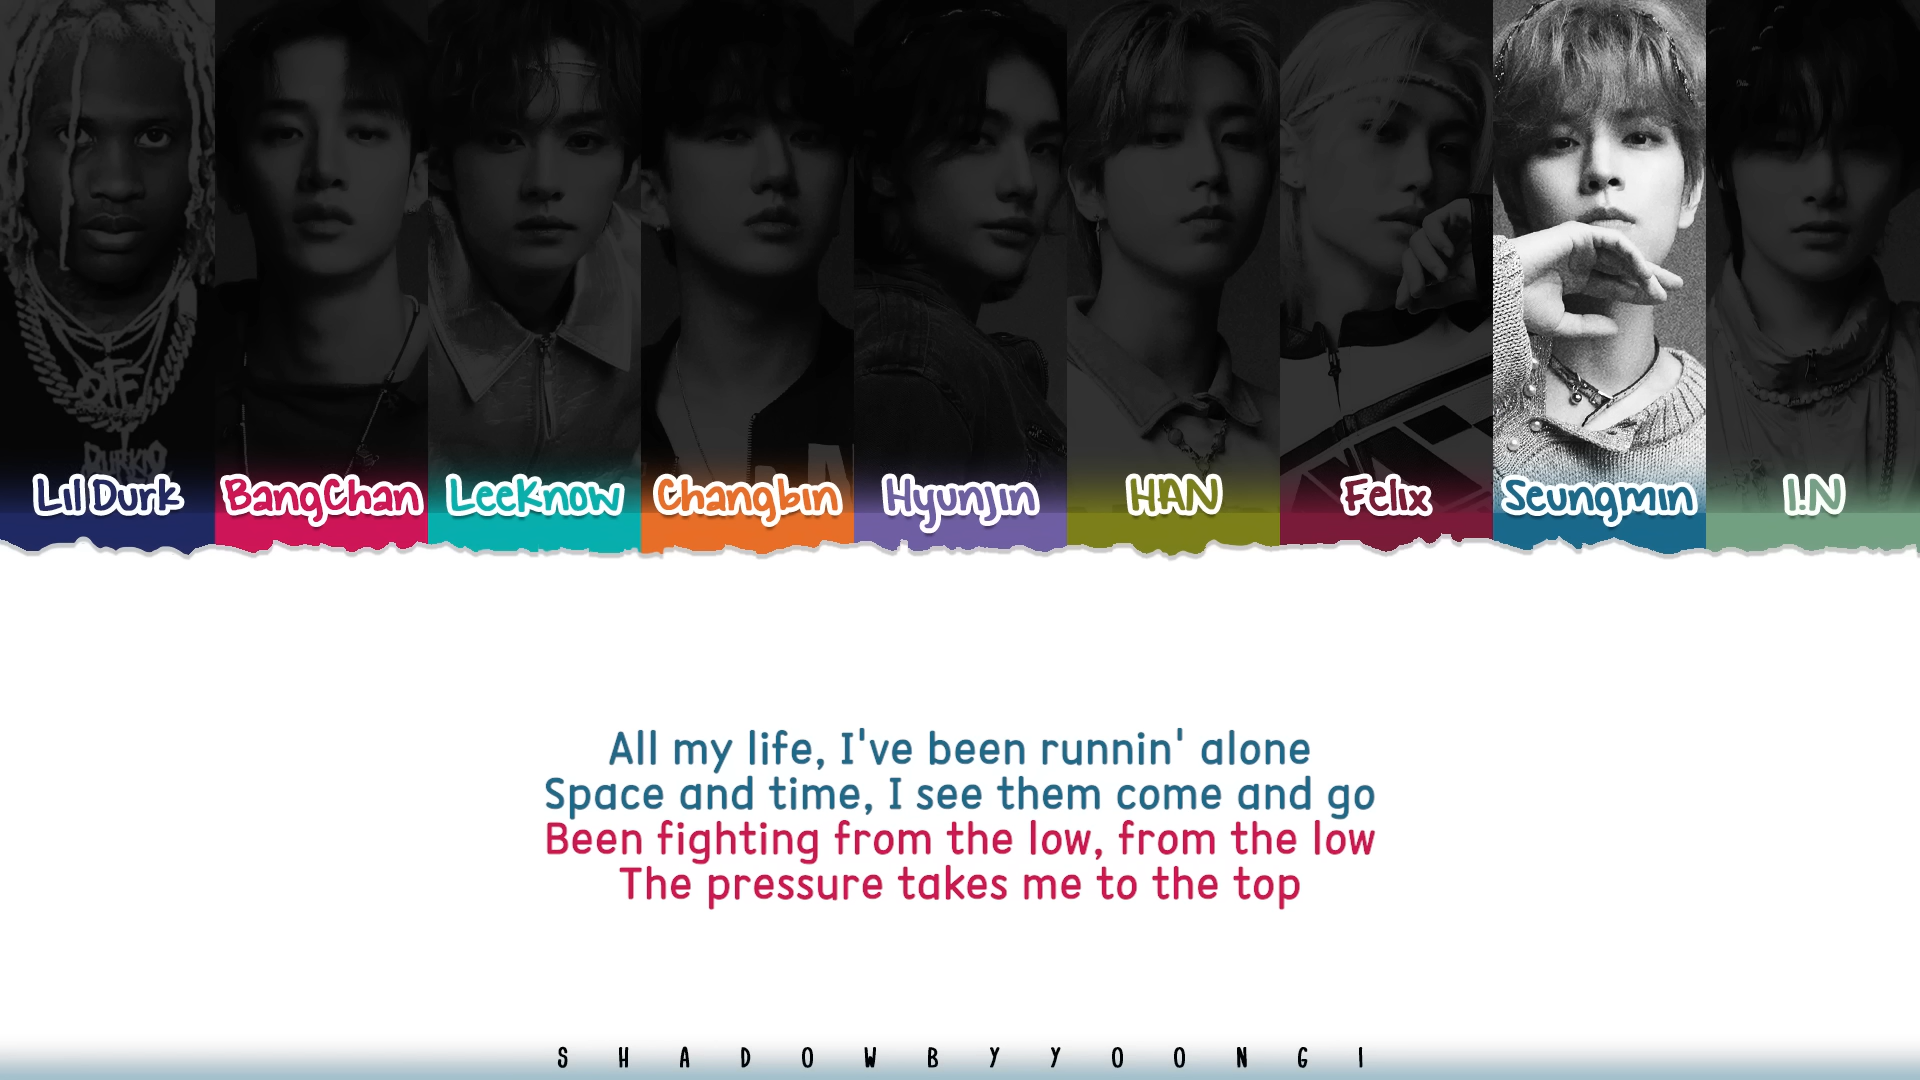 OTF
Lil Durk BangChan LeeKnow Changbin Hyunjin HAN Felix Seungmin I.N
All my life, I've been runnin' alone
Space and time, I see them come and go
Been fighting from the low, from the low
The pressure takes me to the top
SHADOWBYYOONGI